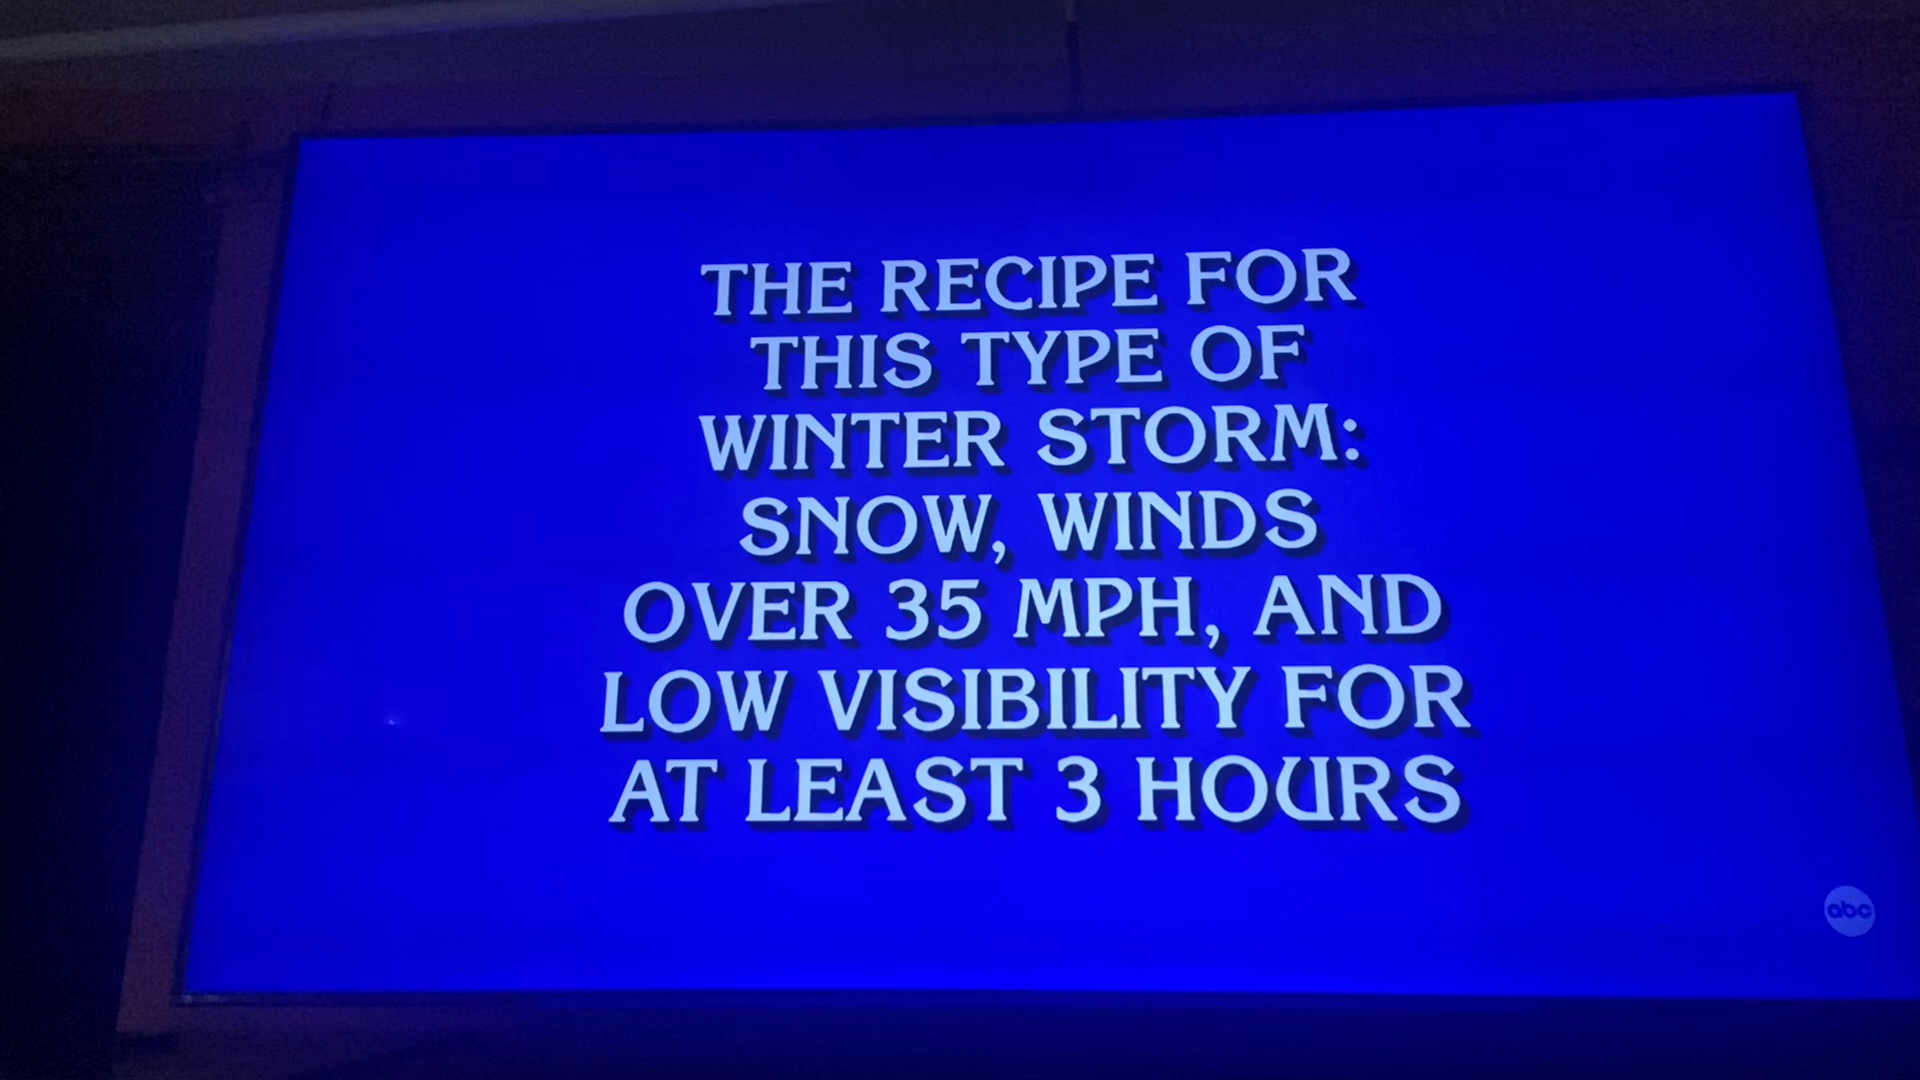 THE RECIPE FOR
THIS TYPE OF
WINTER STORM:
SNOW, WINDS
OVER 35 MPH, AND
LOW VISIBILITY FOR
AT LEAST 3 HOURS
abc